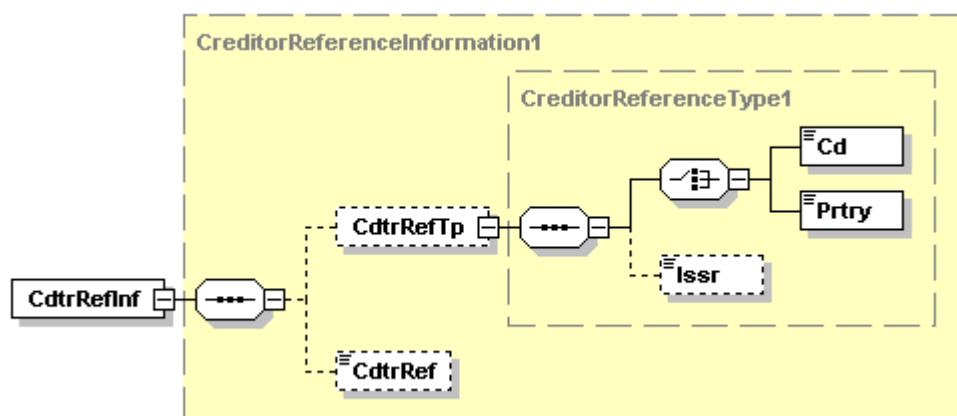 CreditorReferenceInformation1
CreditorReferenceType1
Cd
Prtry
CdtrRefTp
Issr
CdtrRefInf
CdtrRef